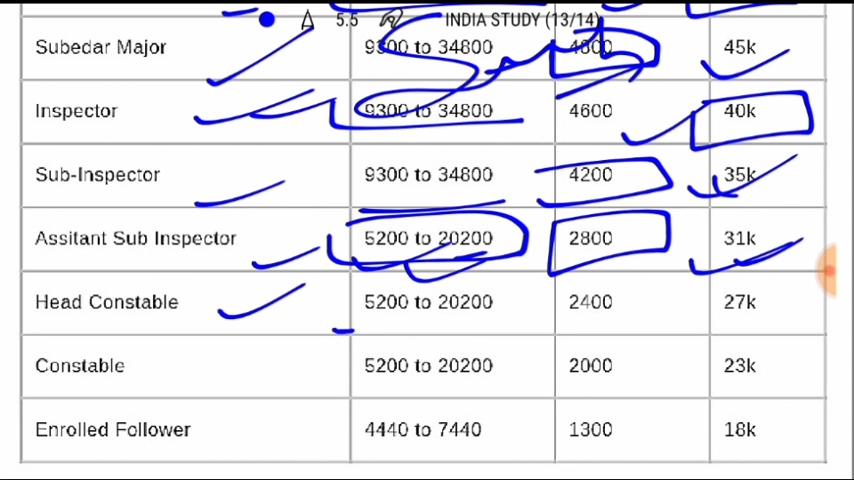 5.5 INDIA STUDY (13/14)
Subedar Major 9300 to 34800 4800 45k
Inspector 9300 to 34800 4600 40k
Sub-Inspector 9300 to 34800 4200 35k
Assitant Sub Inspector 5200 to 20200 2800 31k
Head Constable 5200 to 20200 2400 27k
Constable 5200 to 20200 2000 23k
Enrolled Follower 4440 to 7440 1300 18k